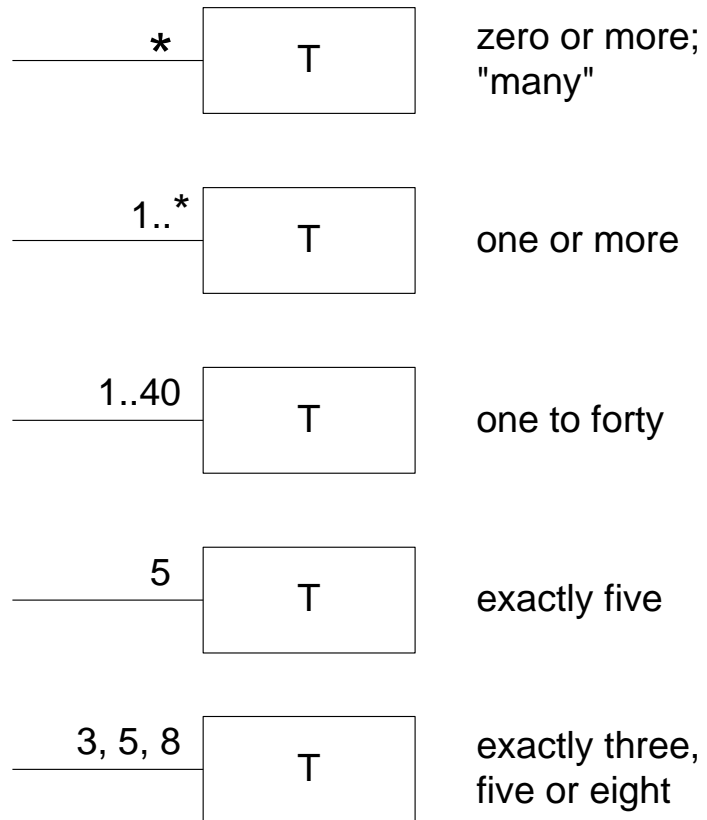 * T zero or more;
"many"
1..* T one or more
1..40 T one to forty
5 T exactly five
3, 5, 8 T exactly three,
five or eight